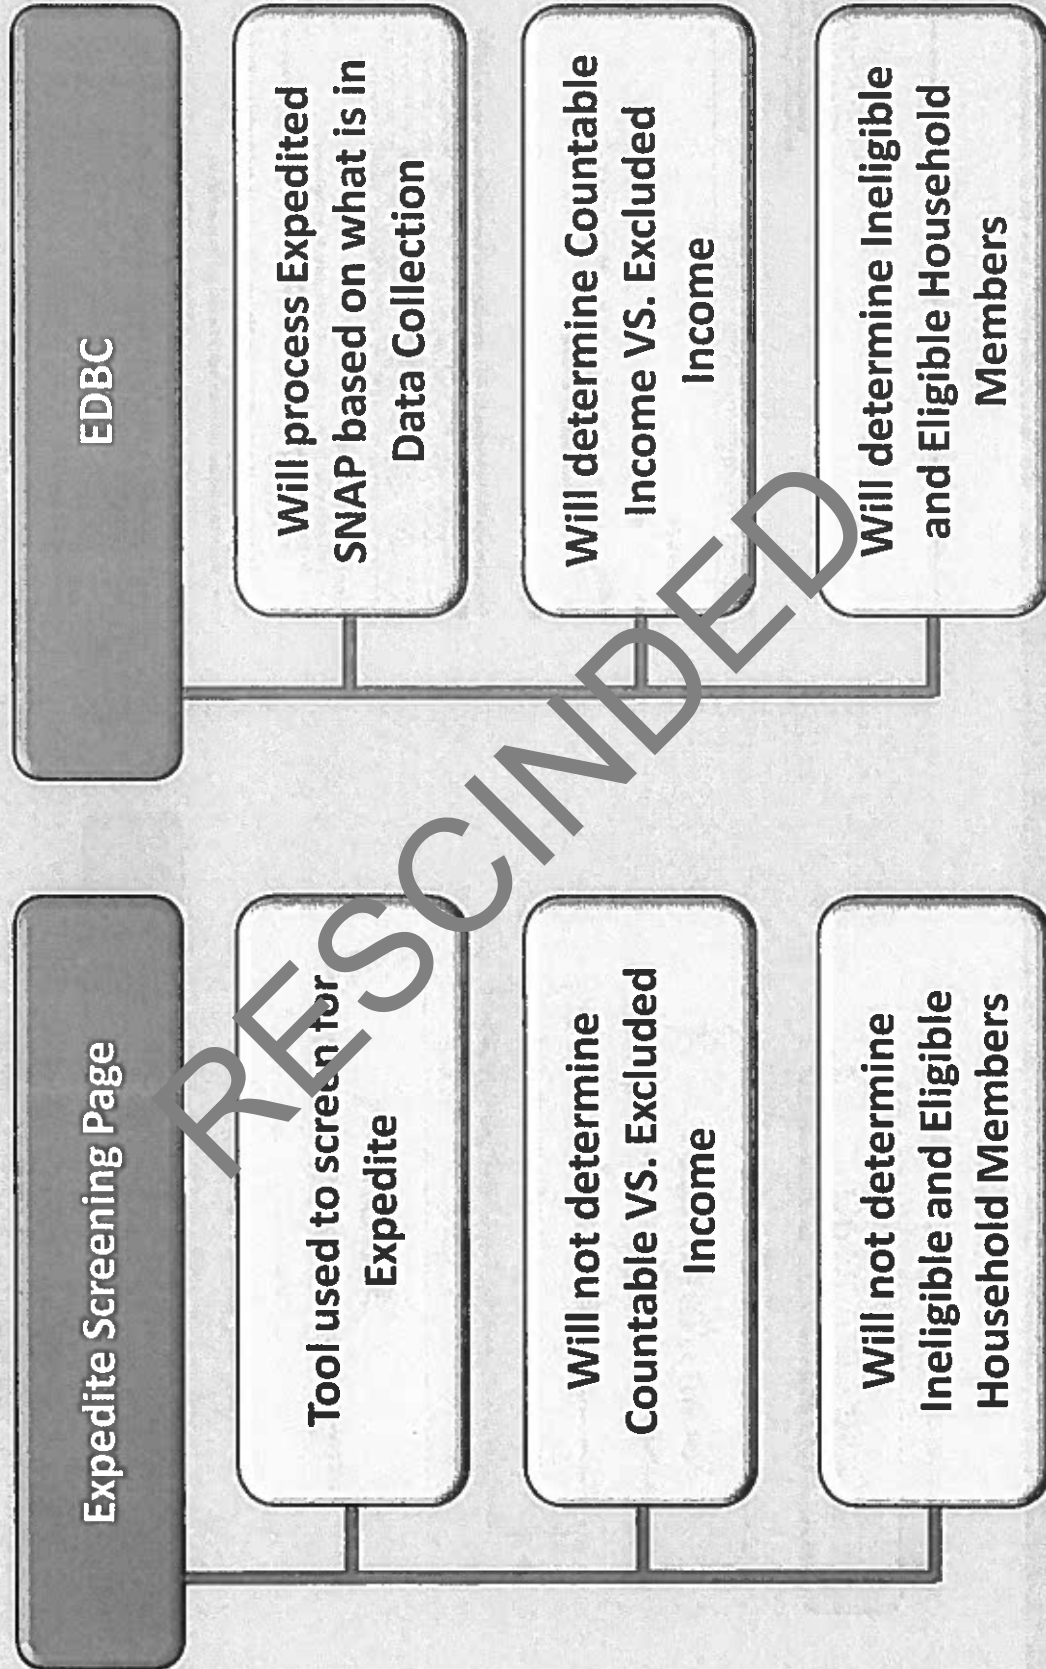 Expedite Screening Page
Tool used to screen for
Expedite
Will not determine
Countable VS. Excluded
Income
Will not determine
Ineligible and Eligible
Household Members
EDBC
Will process Expedited
SNAP based on what is in
Data Collection
Will determine Countable
Income VS. Excluded
Income
Will determine Ineligible
and Eligible Household
Members
RESCINDED